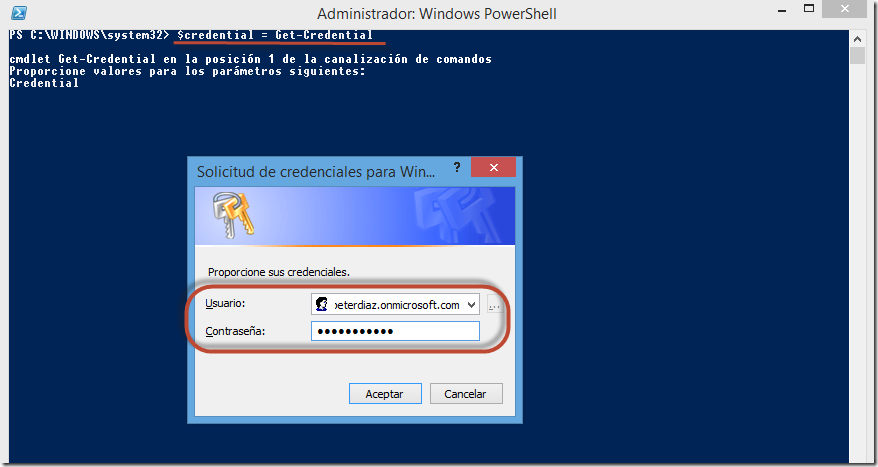 Administrador: Windows PowerShell
PS C:\WINDOWS\system32> $credential = Get-Credential
cmdlet Get-Credential en la posición 1 de la canalización de comandos
Proporcione valores para los parámetros siguientes:
Credential
Solicitud de credenciales para Win...
Proporcione sus credenciales.
Usuario:
peterdiaz.onmicrosoft.com
...
Contraseña:
●●●●●●●●●●●
Aceptar
Cancelar